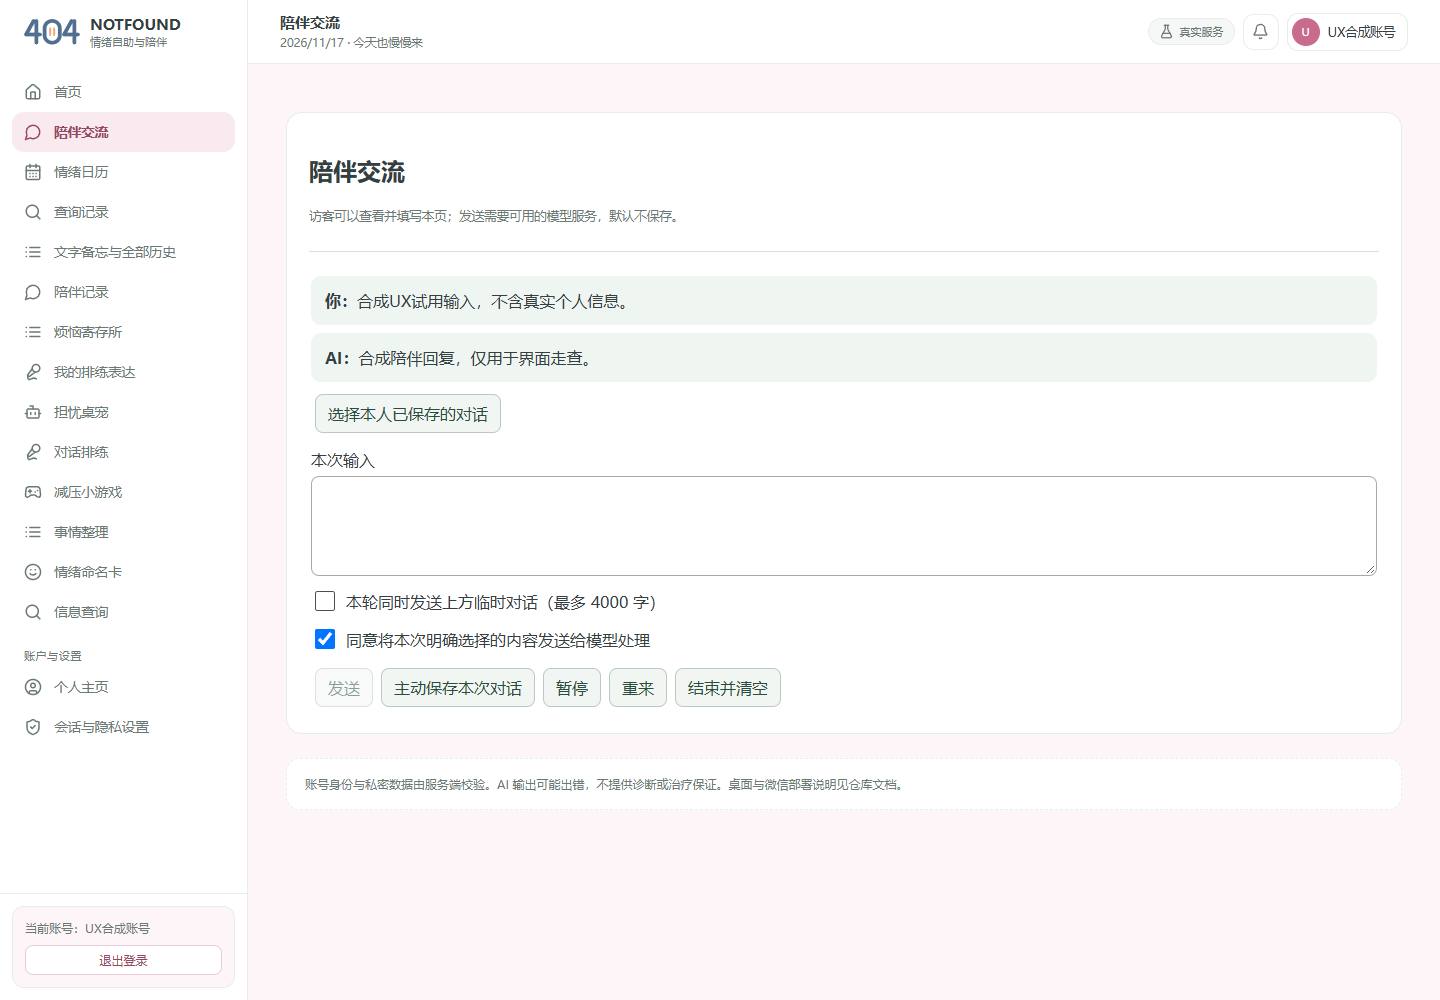 404 NOTFOUND
情绪自助与陪伴
首页
陪伴交流
情绪日历
查询记录
文字备忘与全部历史
陪伴记录
烦恼寄存所
我的排练表达
担忧桌宠
对话排练
减压小游戏
事情整理
情绪命名卡
信息查询
账户与设置
个人主页
会话与隐私设置
当前账号：UX合成账号
退出登录
陪伴交流
2026/11/17 · 今天也慢慢来
真实服务
U UX合成账号
陪伴交流
访客可以查看并填写本页；发送需要可用的模型服务，默认不保存。
你：合成UX试用输入，不含真实个人信息。
AI：合成陪伴回复，仅用于界面走查。
选择本人已保存的对话
本次输入
本轮同时发送上方临时对话（最多 4000 字）
同意将本次明确选择的内容发送给模型处理
发送 主动保存本次对话 暂停 重来 结束并清空
账号身份与私密数据由服务端校验。AI 输出可能出错，不提供诊断或治疗保证。桌面与微信部署说明见仓库文档。